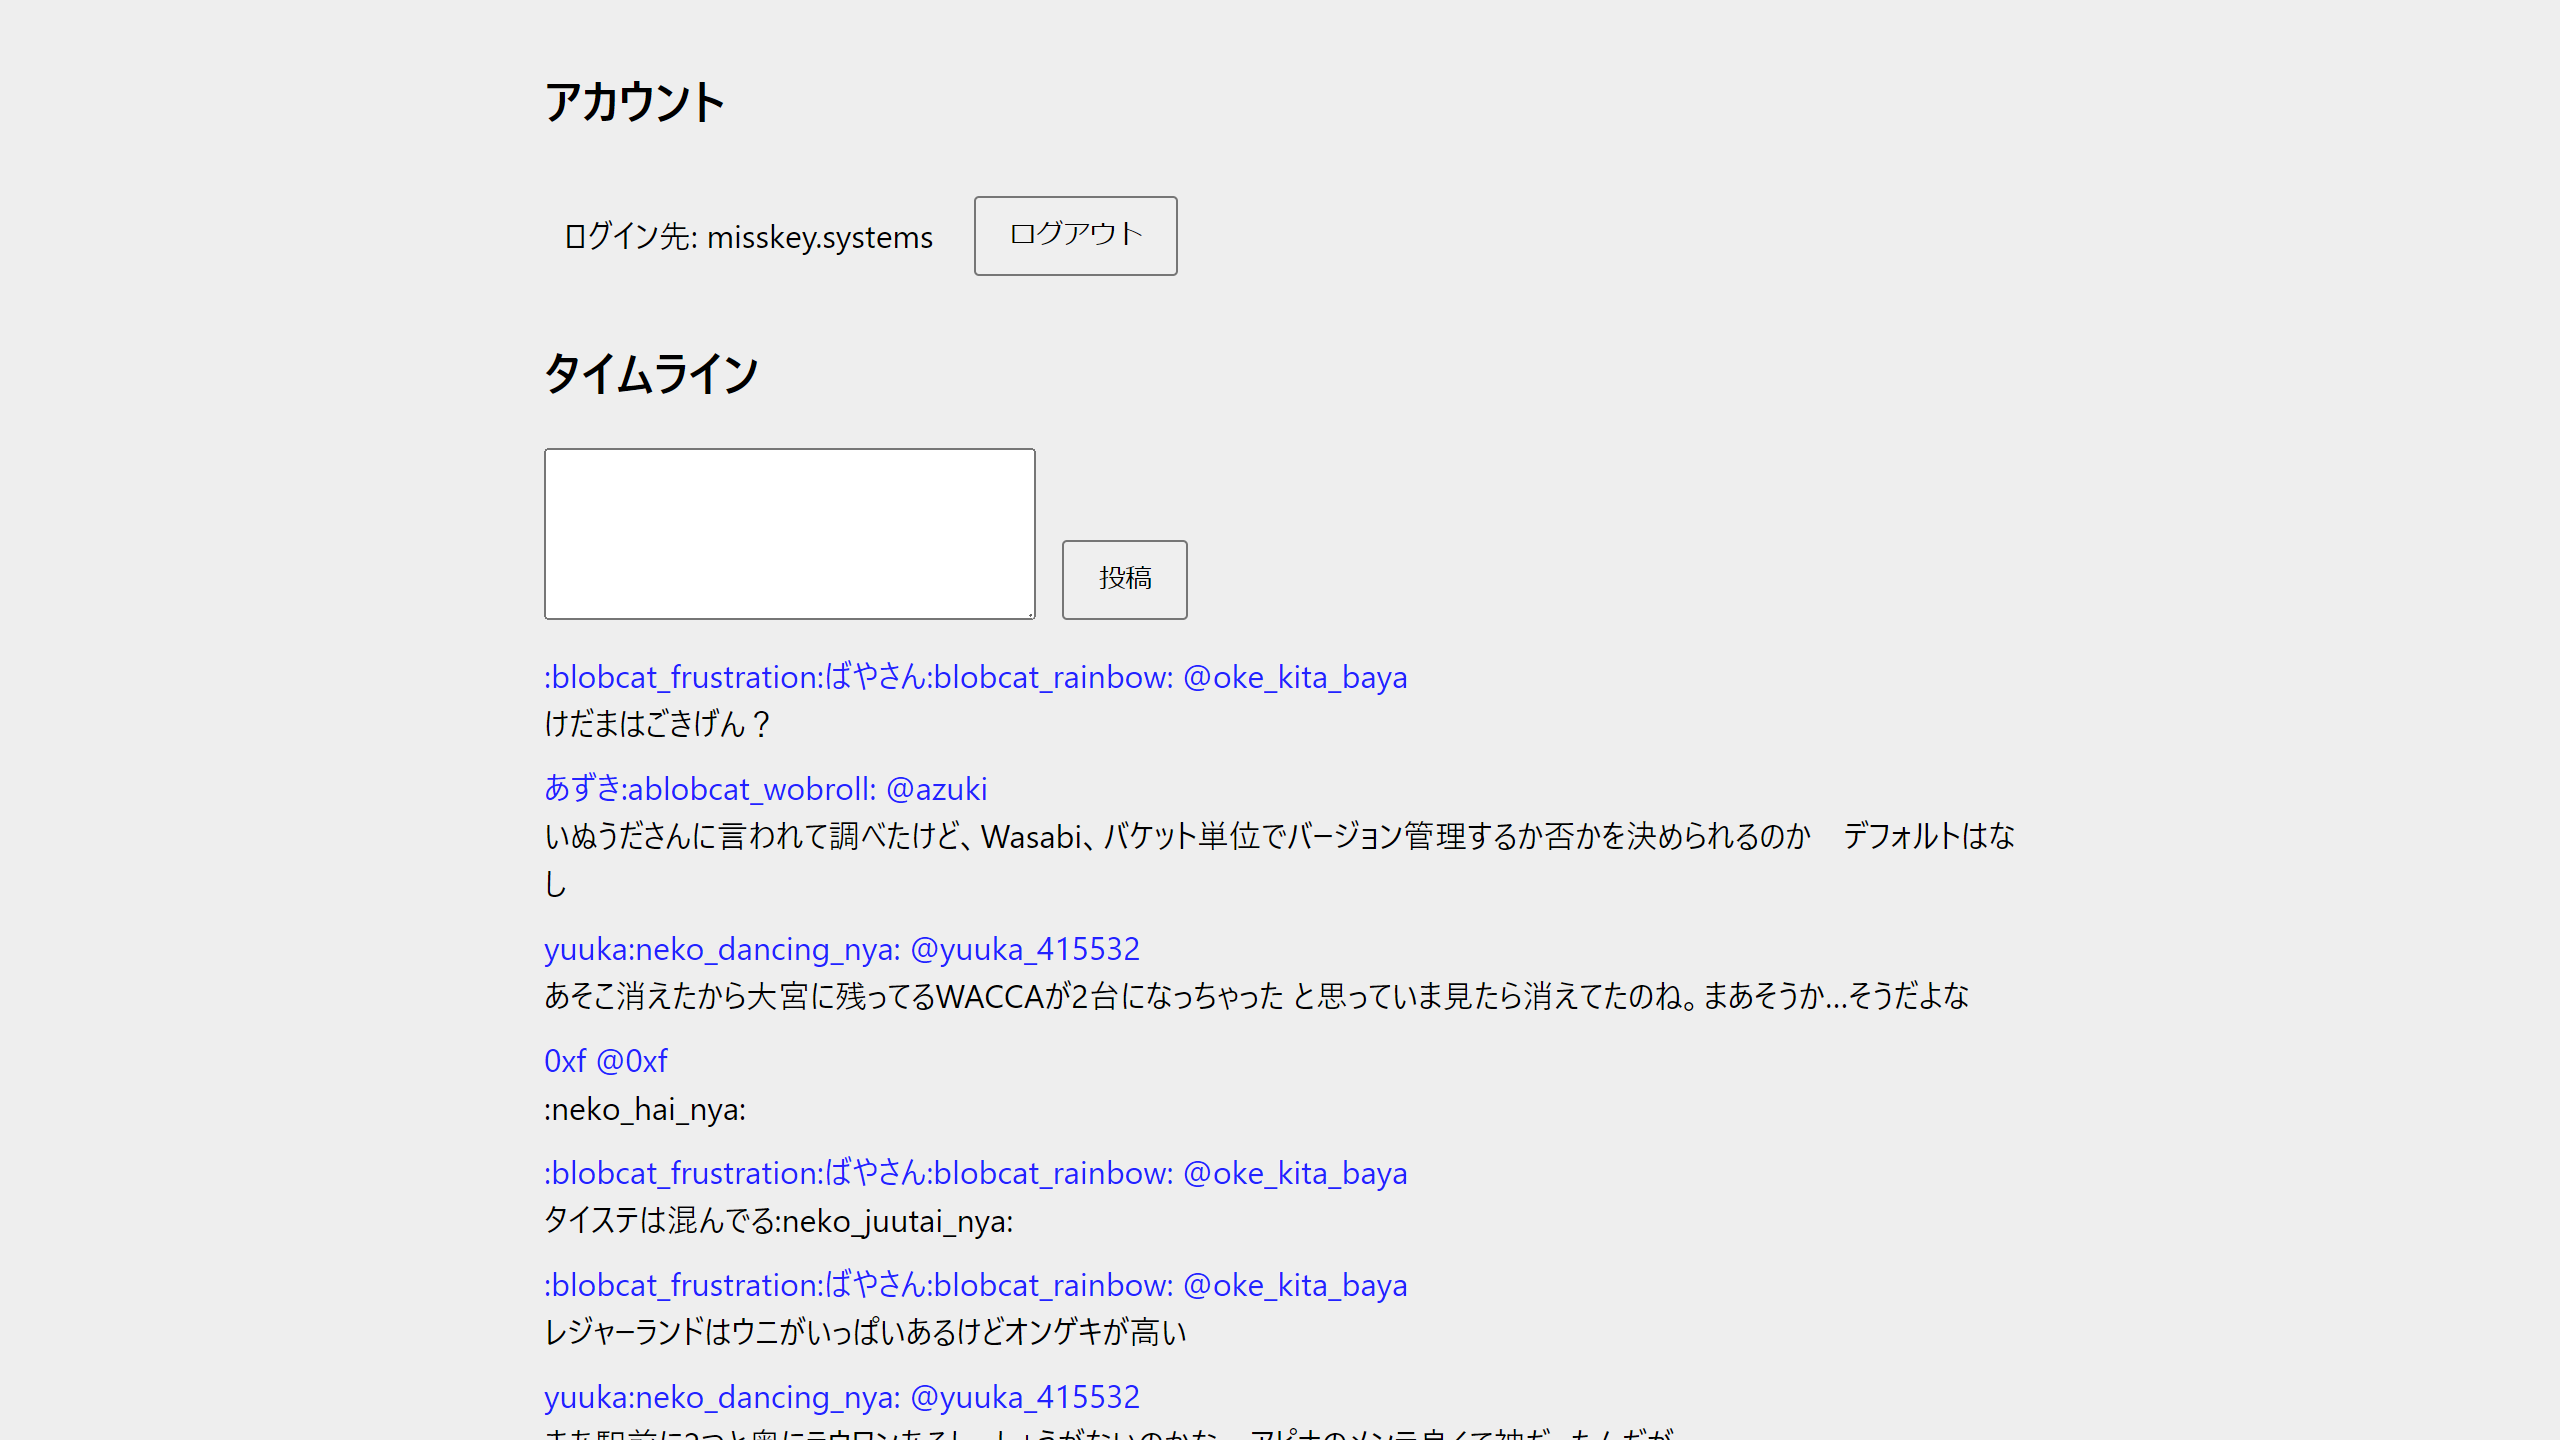 アカウント
ログイン先: misskey.systems
ログアウト
タイムライン
投稿
:blobcat_frustration:ばやさん:blobcat_rainbow: @oke_kita_baya
けだまはごきげん？
あずき:ablobcat_wobroll: @azuki
いぬうださんに言われて調べたけど、Wasabi、バケット単位でバージョン管理するか否かを決められるのか　デフォルトはな
し
yuuka:neko_dancing_nya: @yuuka_415532
あそこ消えたから大宮に残ってるWACCAが2台になっちゃった と思っていま見たら消えてたのね。まあそうか...そうだよな
0xf @0xf
:neko_hai_nya:
:blobcat_frustration:ばやさん:blobcat_rainbow: @oke_kita_baya
タイステは混んでる:neko_juutai_nya:
:blobcat_frustration:ばやさん:blobcat_rainbow: @oke_kita_baya
レジャーランドはウニがいっぱいあるけどオンゲキが高い
yuuka:neko_dancing_nya: @yuuka_415532